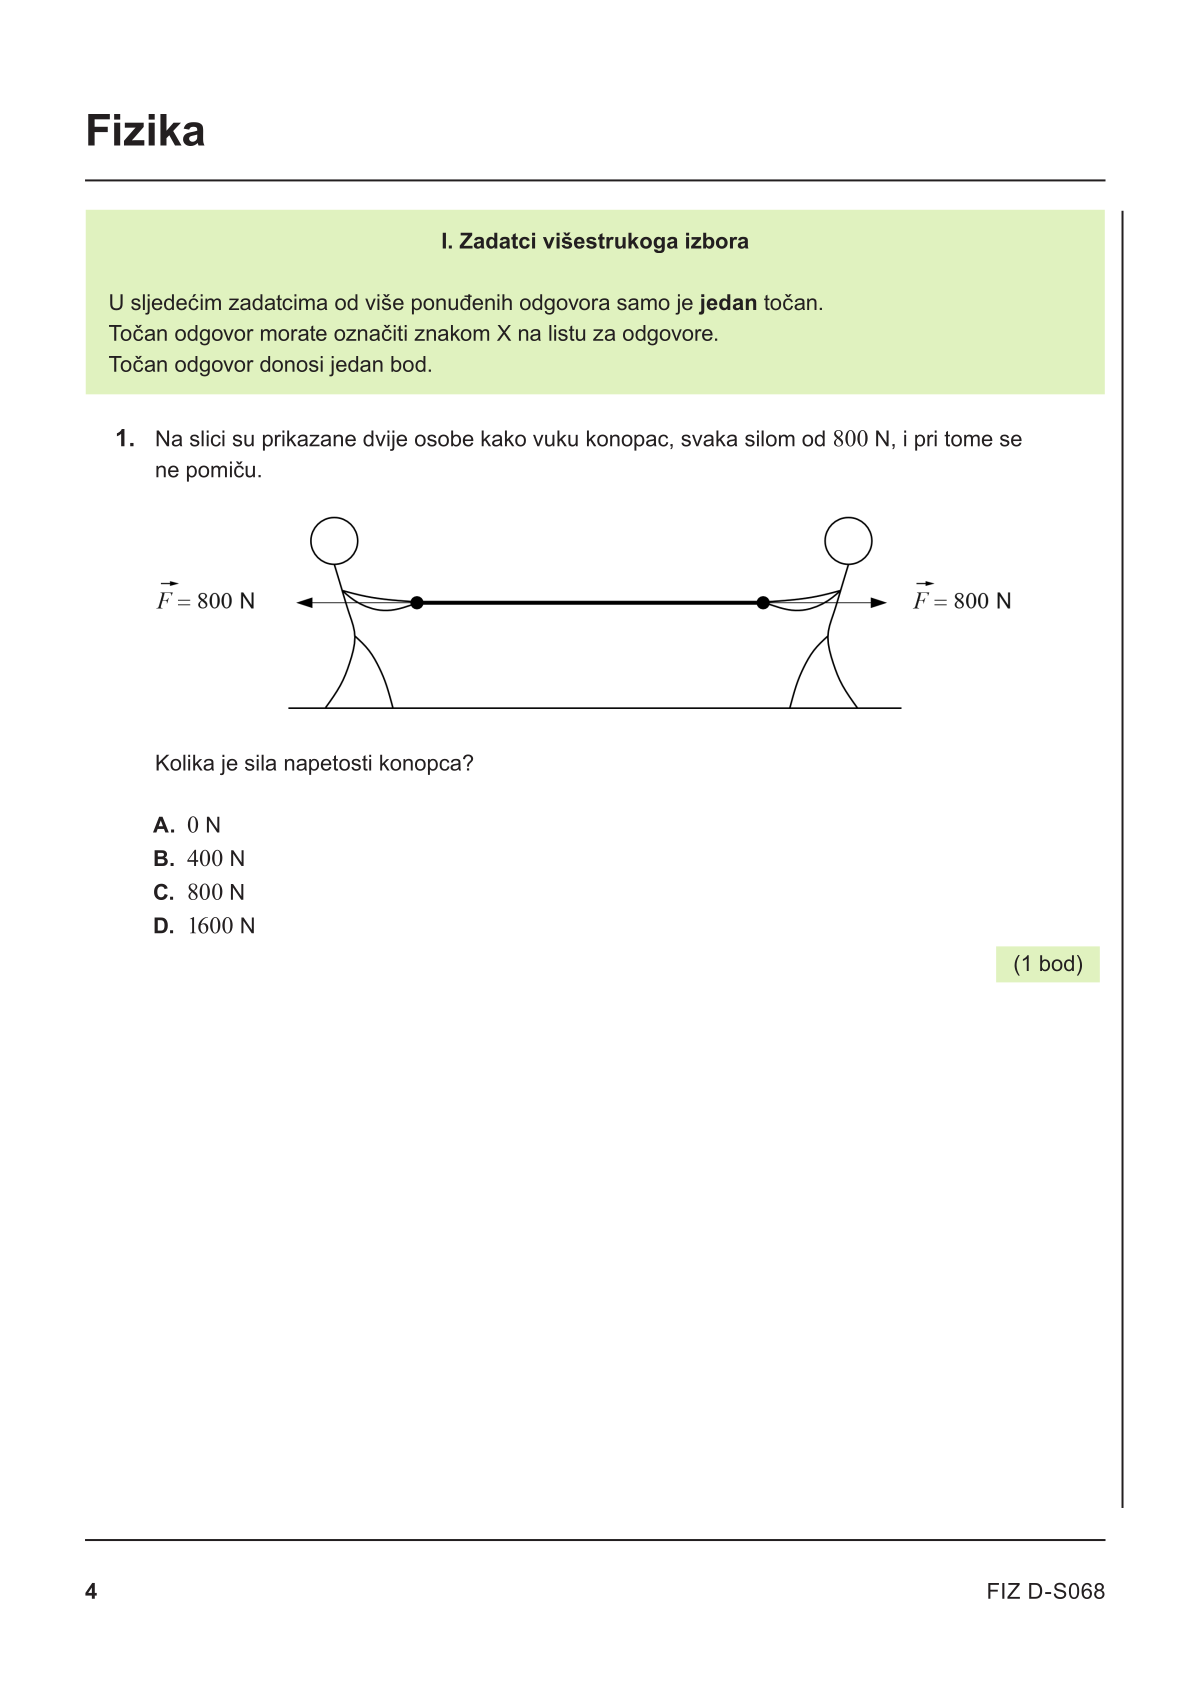 Fizika
I. Zadatci višestrukoga izbora
U sljedećim zadatcima od više ponuđenih odgovora samo je jedan točan.
Točan odgovor morate označiti znakom X na listu za odgovore.
Točan odgovor donosi jedan bod.
1. Na slici su prikazane dvije osobe kako vuku konopac, svaka silom od 800 N, i pri tome se
ne pomiču.
F⃗ = 800 N F⃗ = 800 N
Kolika je sila napetosti konopca?
A. 0 N
B. 400 N
C. 800 N
D. 1600 N
(1 bod)
4 FIZ D-S068